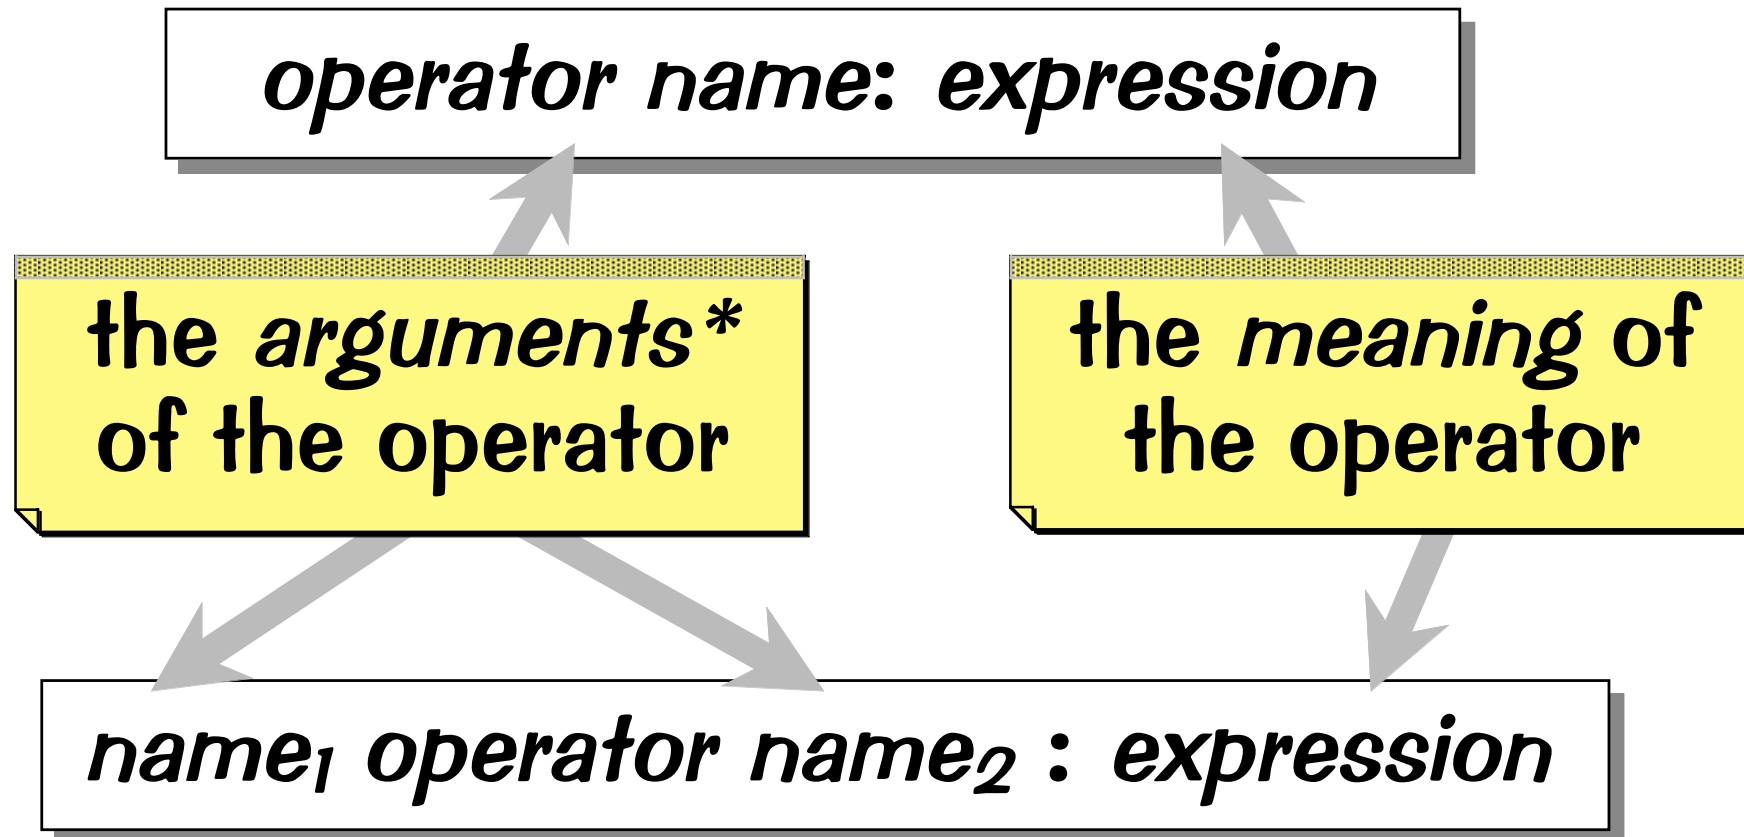 operator name: expression
the arguments*
of the operator
the meaning of
the operator
name₁ operator name₂ : expression